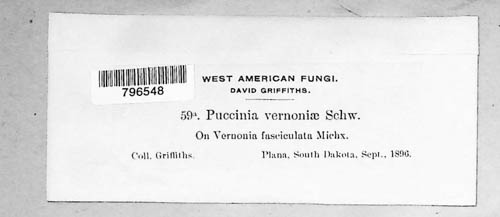 WEST AMERICAN FUNGI.
DAVID GRIFFITHS.
796548
59a. Puccinia vernoniæ Schw.
On Vernonia fasciculata Michx.
Coll. Griffiths. Plana, South Dakota, Sept., 1896.